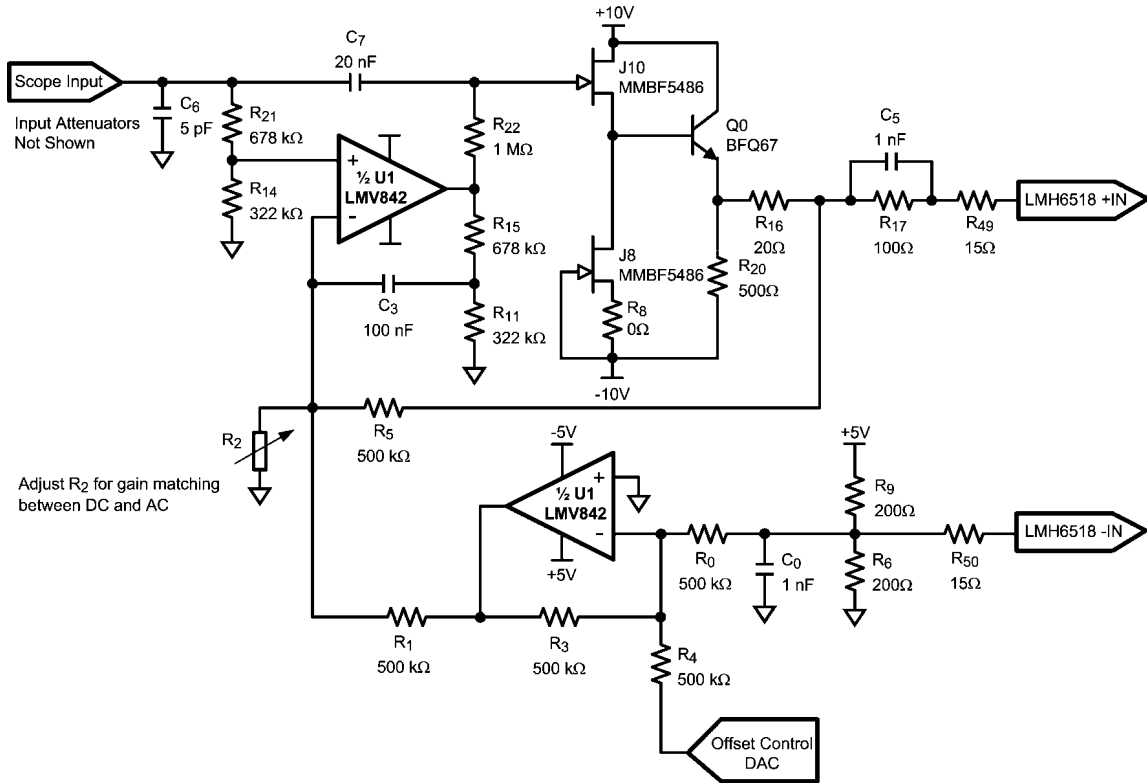 +10V
C7
20 nF
Scope Input
J10
MMBF5486
C6
5 pF
Input Attenuators
Not Shown
R21
678 kΩ
R22
1 MΩ
Q0
BFQ67
C5
1 nF
+
½ U1
LMV842
-
R14
322 kΩ
R15
678 kΩ
R16
20Ω
R17
100Ω
R49
15Ω
LMH6518 +IN
J8
MMBF5486
R20
500Ω
C3
100 nF
R11
322 kΩ
R8
0Ω
-10V
R2
R5
500 kΩ
Adjust R2 for gain matching
between DC and AC
-5V
+5V
½ U1
LMV842
+
-
+5V
R9
200Ω
R0
500 kΩ
C0
1 nF
R6
200Ω
R50
15Ω
LMH6518 -IN
R1
500 kΩ
R3
500 kΩ
R4
500 kΩ
Offset Control
DAC